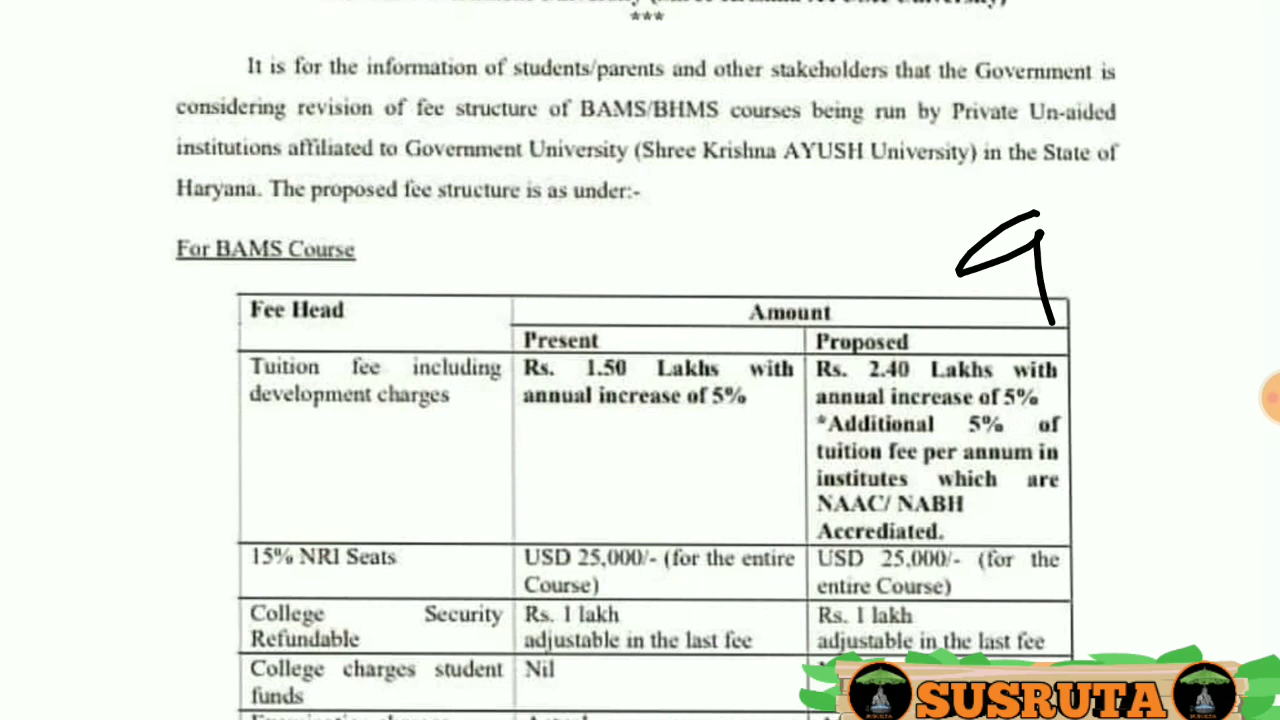 ***
It is for the information of students/parents and other stakeholders that the Government is
considering revision of fee structure of BAMS/BHMS courses being run by Private Un-aided
institutions affiliated to Government University (Shree Krishna AYUSH University) in the State of
Haryana. The proposed fee structure is as under:-
For BAMS Course
9
Fee Head
Amount
Present
Proposed
Tuition fee including
development charges
Rs. 1.50 Lakhs with
annual increase of 5%
Rs. 2.40 Lakhs with
annual increase of 5%
*Additional 5% of
tuition fee per annum in
institutes which are
NAAC/ NABH
Accrediated.
15% NRI Seats
USD 25,000/- (for the entire
Course)
USD 25,000/- (for the
entire Course)
College Security
Refundable
Rs. 1 lakh
adjustable in the last fee
Rs. 1 lakh
adjustable in the last fee
College charges student
funds
Nil
SUSRUTA